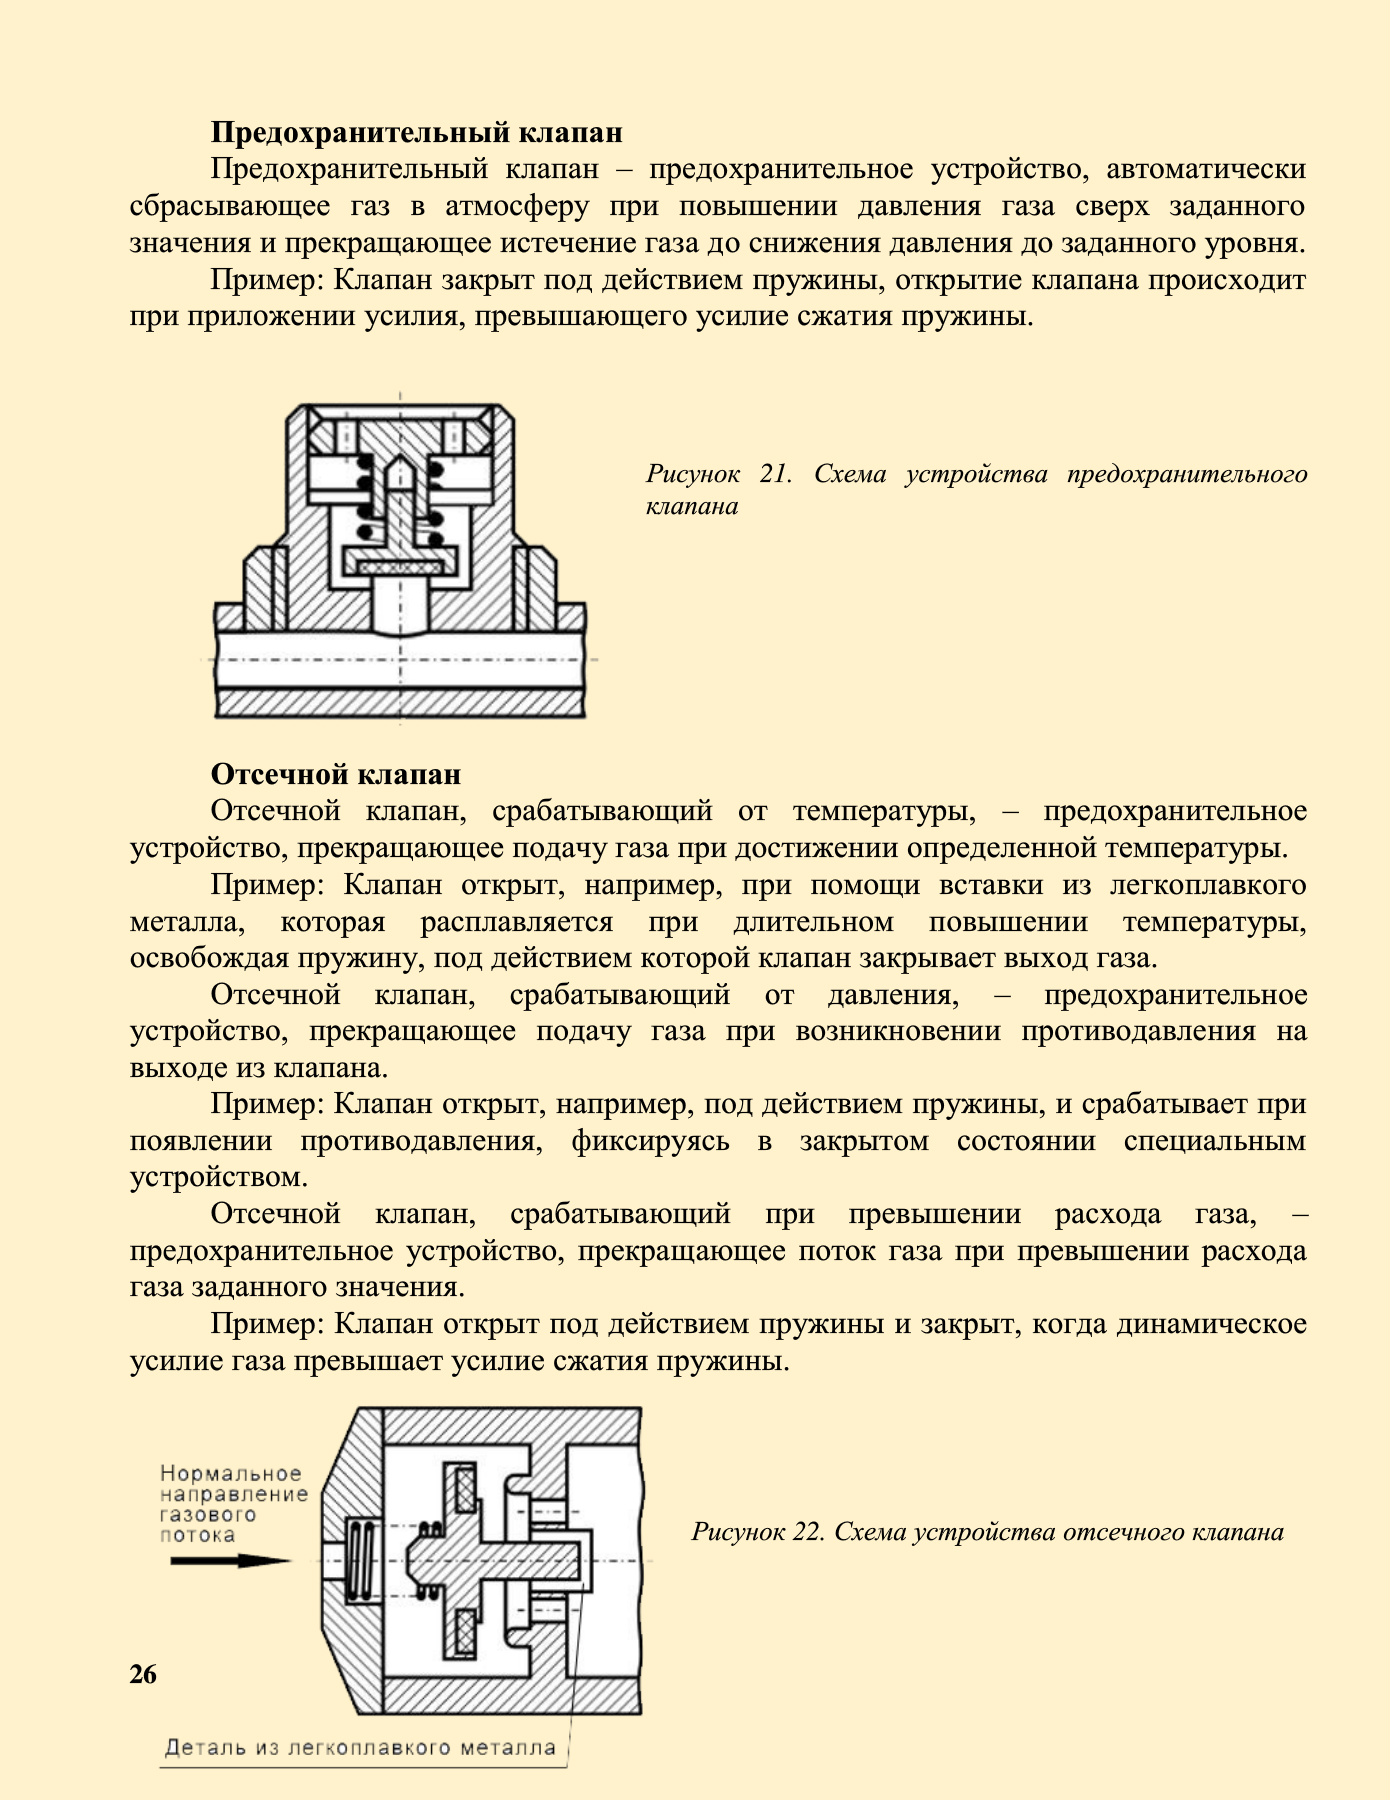 Предохранительный клапан
Предохранительный клапан – предохранительное устройство, автоматически
сбрасывающее газ в атмосферу при повышении давления газа сверх заданного
значения и прекращающее истечение газа до снижения давления до заданного уровня.
Пример: Клапан закрыт под действием пружины, открытие клапана происходит
при приложении усилия, превышающего усилие сжатия пружины.
Рисунок 21. Схема устройства предохранительного
клапана
Отсечной клапан
Отсечной клапан, срабатывающий от температуры, – предохранительное
устройство, прекращающее подачу газа при достижении определенной температуры.
Пример: Клапан открыт, например, при помощи вставки из легкоплавкого
металла, которая расплавляется при длительном повышении температуры,
освобождая пружину, под действием которой клапан закрывает выход газа.
Отсечной клапан, срабатывающий от давления, – предохранительное
устройство, прекращающее подачу газа при возникновении противодавления на
выходе из клапана.
Пример: Клапан открыт, например, под действием пружины, и срабатывает при
появлении противодавления, фиксируясь в закрытом состоянии специальным
устройством.
Отсечной клапан, срабатывающий при превышении расхода газа, –
предохранительное устройство, прекращающее поток газа при превышении расхода
газа заданного значения.
Пример: Клапан открыт под действием пружины и закрыт, когда динамическое
усилие газа превышает усилие сжатия пружины.
Нормальное
направление
газового
потока
Рисунок 22. Схема устройства отсечного клапана
26
Деталь из легкоплавкого металла